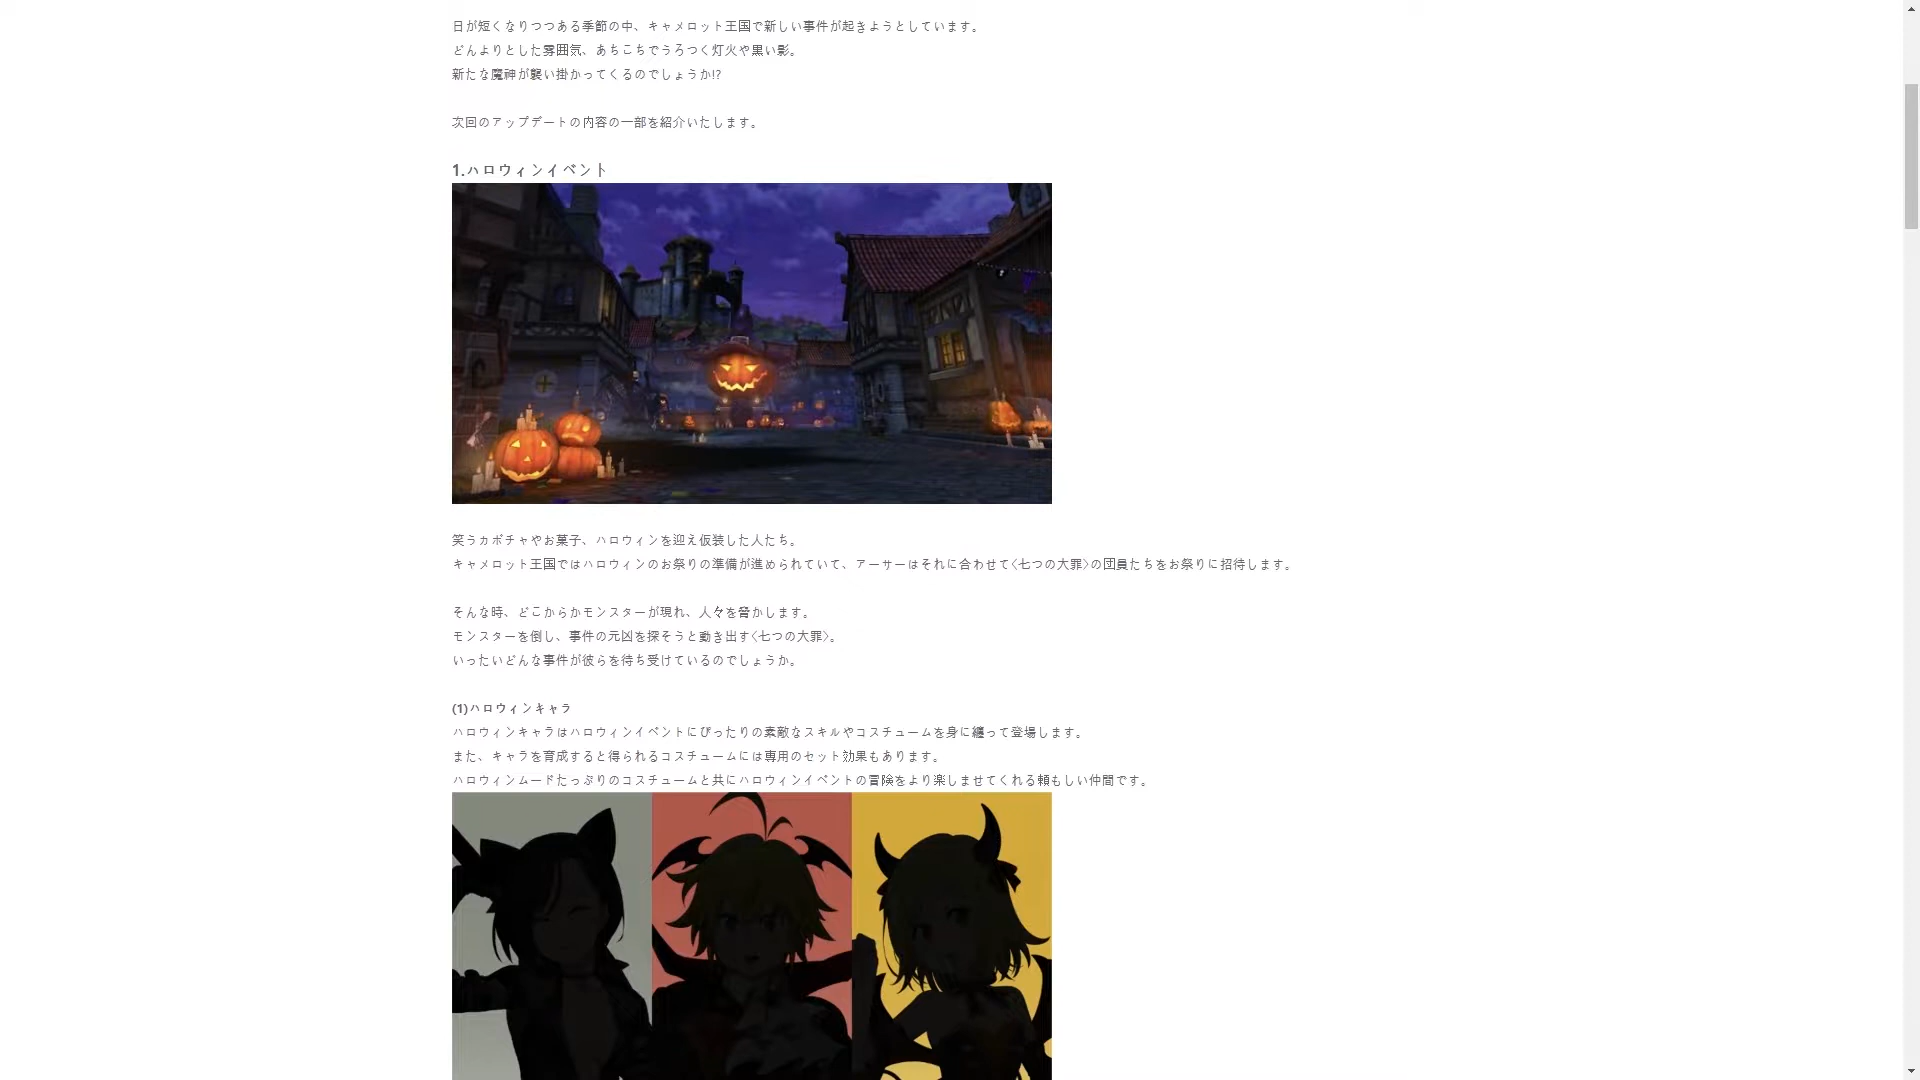 日が短くなりつつある季節の中、キャメロット王国で新しい事件が起きようとしています。
どんよりとした雰囲気、あちこちでうろつく灯火や黒い影。
新たな魔神が襲い掛かってくるのでしょうか!?
次回のアップデートの内容の一部を紹介いたします。
1.ハロウィンイベント
笑うカボチャやお菓子、ハロウィンを迎え仮装した人たち。
キャメロット王国ではハロウィンのお祭りの準備が進められていて、アーサーはそれに合わせて〈七つの大罪〉の団員たちをお祭りに招待します。
そんな時、どこからかモンスターが現れ、人々を脅かします。
モンスターを倒し、事件の元凶を探そうと動き出す〈七つの大罪〉。
いったいどんな事件が彼らを待ち受けているのでしょうか。
(1)ハロウィンキャラ
ハロウィンキャラはハロウィンイベントにぴったりの素敵なスキルやコスチュームを身に纏って登場します。
また、キャラを育成すると得られるコスチュームには専用のセット効果もあります。
ハロウィンムードたっぷりのコスチュームと共にハロウィンイベントの冒険をより楽しませてくれる頼もしい仲間です。